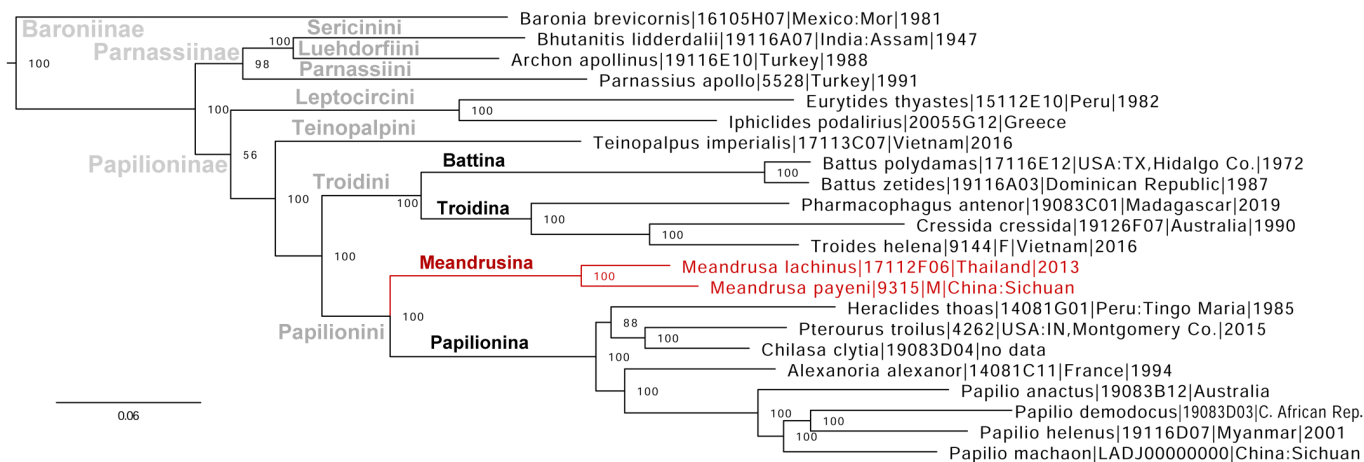 Baronia brevicornis|16105H07|Mexico:Mor|1981
Baroniinae
Sericinini
100
Bhutanitis lidderdalii|19116A07|India:Assam|1947
Parnassiinae
Luehdorfiini
100
98
Archon apollinus|19116E10|Turkey|1988
Parnassiini
Parnassius apollo|5528|Turkey|1991
Leptocircini
Eurytides thyastes|15112E10|Peru|1982
100
100
Iphiclides podalirius|20055G12|Greece
Teinopalpini
Teinopalpus imperialis|17113C07|Vietnam|2016
Papilioninae
56
Battina
Battus polydamas|17116E12|USA:TX,Hidalgo Co.|1972
100
Troidini
Battus zetides|19116A03|Dominican Republic|1987
100
100
Troidina
Pharmacophagus antenor|19083C01|Madagascar|2019
100
Cressida cressida|19126F07|Australia|1990
100
Troides helena|9144|F|Vietnam|2016
100
Meandrusina
Meandrusa lachinus|17112F06|Thailand|2013
100
Meandrusa payeni|9315|M|China:Sichuan
Heraclides thoas|14081G01|Peru:Tingo Maria|1985
100
88
Papilionini
Pterourus troilus|4262|USA:IN,Montgomery Co.|2015
100
Papilionina
Chilasa clytia|19083D04|no data
100
Alexanoria alexanor|14081C11|France|1994
100
Papilio anactus|19083B12|Australia
0.06
100
Papilio demodocus|19083D03|C. African Rep.
100
Papilio helenus|19116D07|Myanmar|2001
100
Papilio machaon|LADJ00000000|China:Sichuan